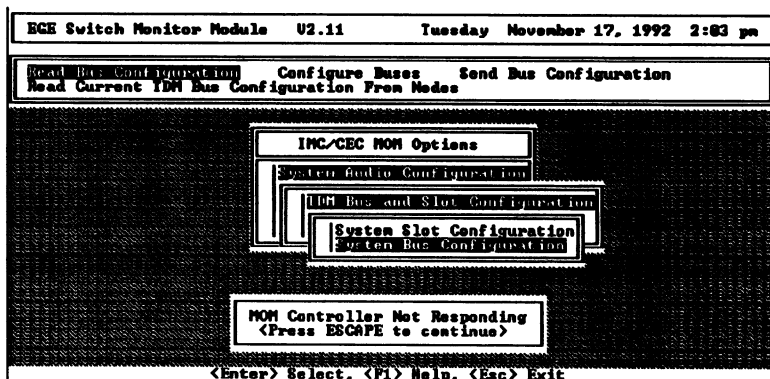 ECE Switch Monitor Module V2.11 Tuesday November 17, 1992 2:03 pm
Read Bus Configuration Configure Buses Send Bus Configuration
Read Current TDM Bus Configuration From Nodes
IMC/CEC MOM Options
System Audio Configuration
TDM Bus and Slot Configuration
System Slot Configuration
System Bus Configuration
MOM Controller Not Responding
<Press ESCAPE to continue>
<Enter> Select, <F1> Help, <Esc> Exit